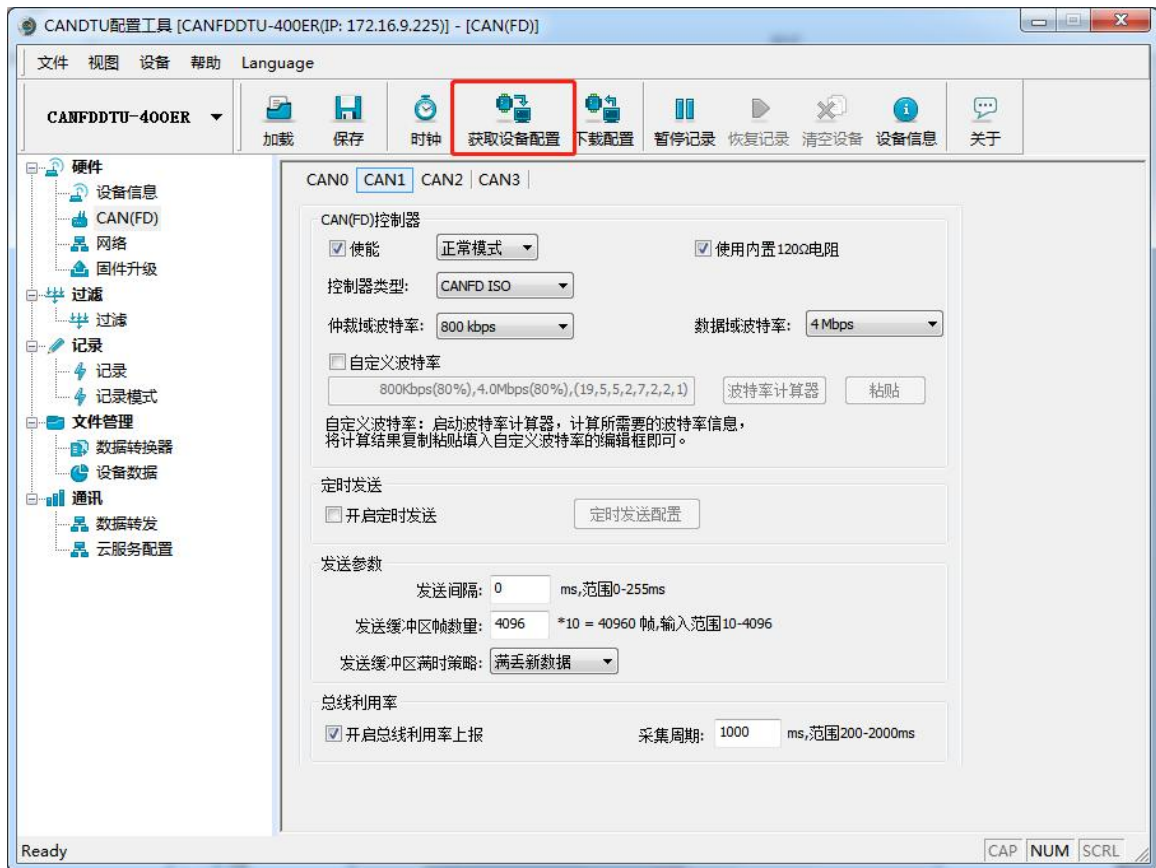 CANDTU配置工具 [CANFDDTU-400ER(IP: 172.16.9.225)] - [CAN(FD)]
文件 视图 设备 帮助 Language
CANFDDTU-400ER
加载 保存 时钟 获取设备配置 下载配置 暂停记录 恢复记录 清空设备 设备信息 关于
硬件
设备信息
CAN(FD)
网络
固件升级
过滤
过滤
记录
记录
记录模式
文件管理
数据转换器
设备数据
通讯
数据转发
云服务配置
CAN0 CAN1 CAN2 CAN3
CAN(FD)控制器
使能 正常模式 使用内置120Ω电阻
控制器类型: CANFD ISO
仲裁域波特率: 800 kbps 数据域波特率: 4 Mbps
自定义波特率
800Kbps(80%),4.0Mbps(80%),(19,5,5,2,7,2,2,1) 波特率计算器 粘贴
自定义波特率：启动波特率计算器，计算所需要的波特率信息，
将计算结果复制粘贴填入自定义波特率的编辑框即可。
定时发送
开启定时发送 定时发送配置
发送参数
发送间隔: 0 ms,范围0-255ms
发送缓冲区帧数量: 4096 *10 = 40960 帧,输入范围10-4096
发送缓冲区满时策略: 满丢新数据
总线利用率
开启总线利用率上报 采集周期: 1000 ms,范围200-2000ms
Ready CAP NUM SCRL